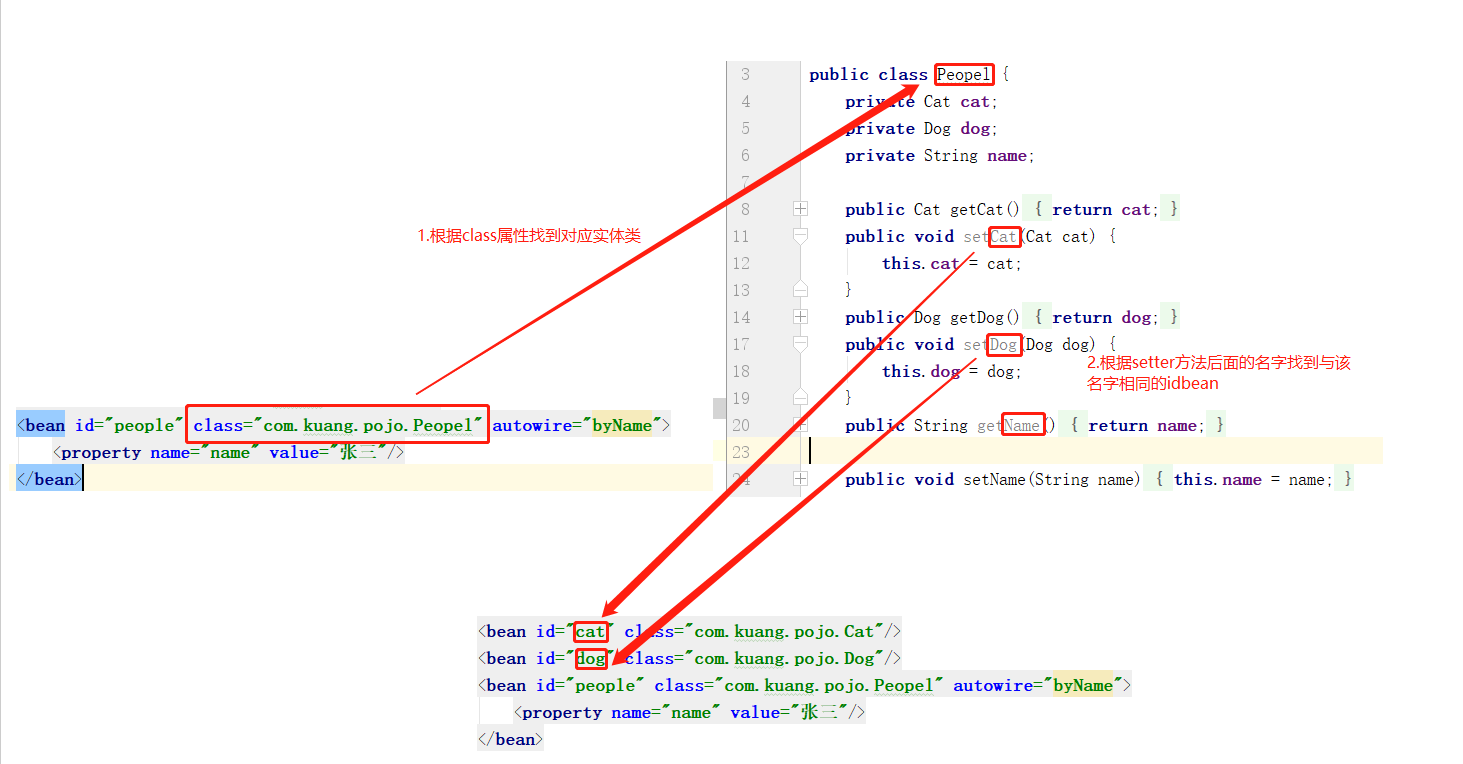 3 public class Peopel {
4 private Cat cat;
5 private Dog dog;
6 private String name;
7
8 public Cat getCat() { return cat; }
11 public void setCat(Cat cat) {
12 this.cat = cat;
13 }
14 public Dog getDog() { return dog; }
17 public void setDog(Dog dog) {
18 this.dog = dog;
19 }
20 public String getName() { return name; }
23
24 public void setName(String name) { this.name = name; }
1.根据class属性找到对应实体类
2.根据setter方法后面的名字找到与该
名字相同的idbean
<bean id="people" class="com.kuang.pojo.Peopel" autowire="byName">
<property name="name" value="张三"/>
</bean>
<bean id="cat" class="com.kuang.pojo.Cat"/>
<bean id="dog" class="com.kuang.pojo.Dog"/>
<bean id="people" class="com.kuang.pojo.Peopel" autowire="byName">
<property name="name" value="张三"/>
</bean>